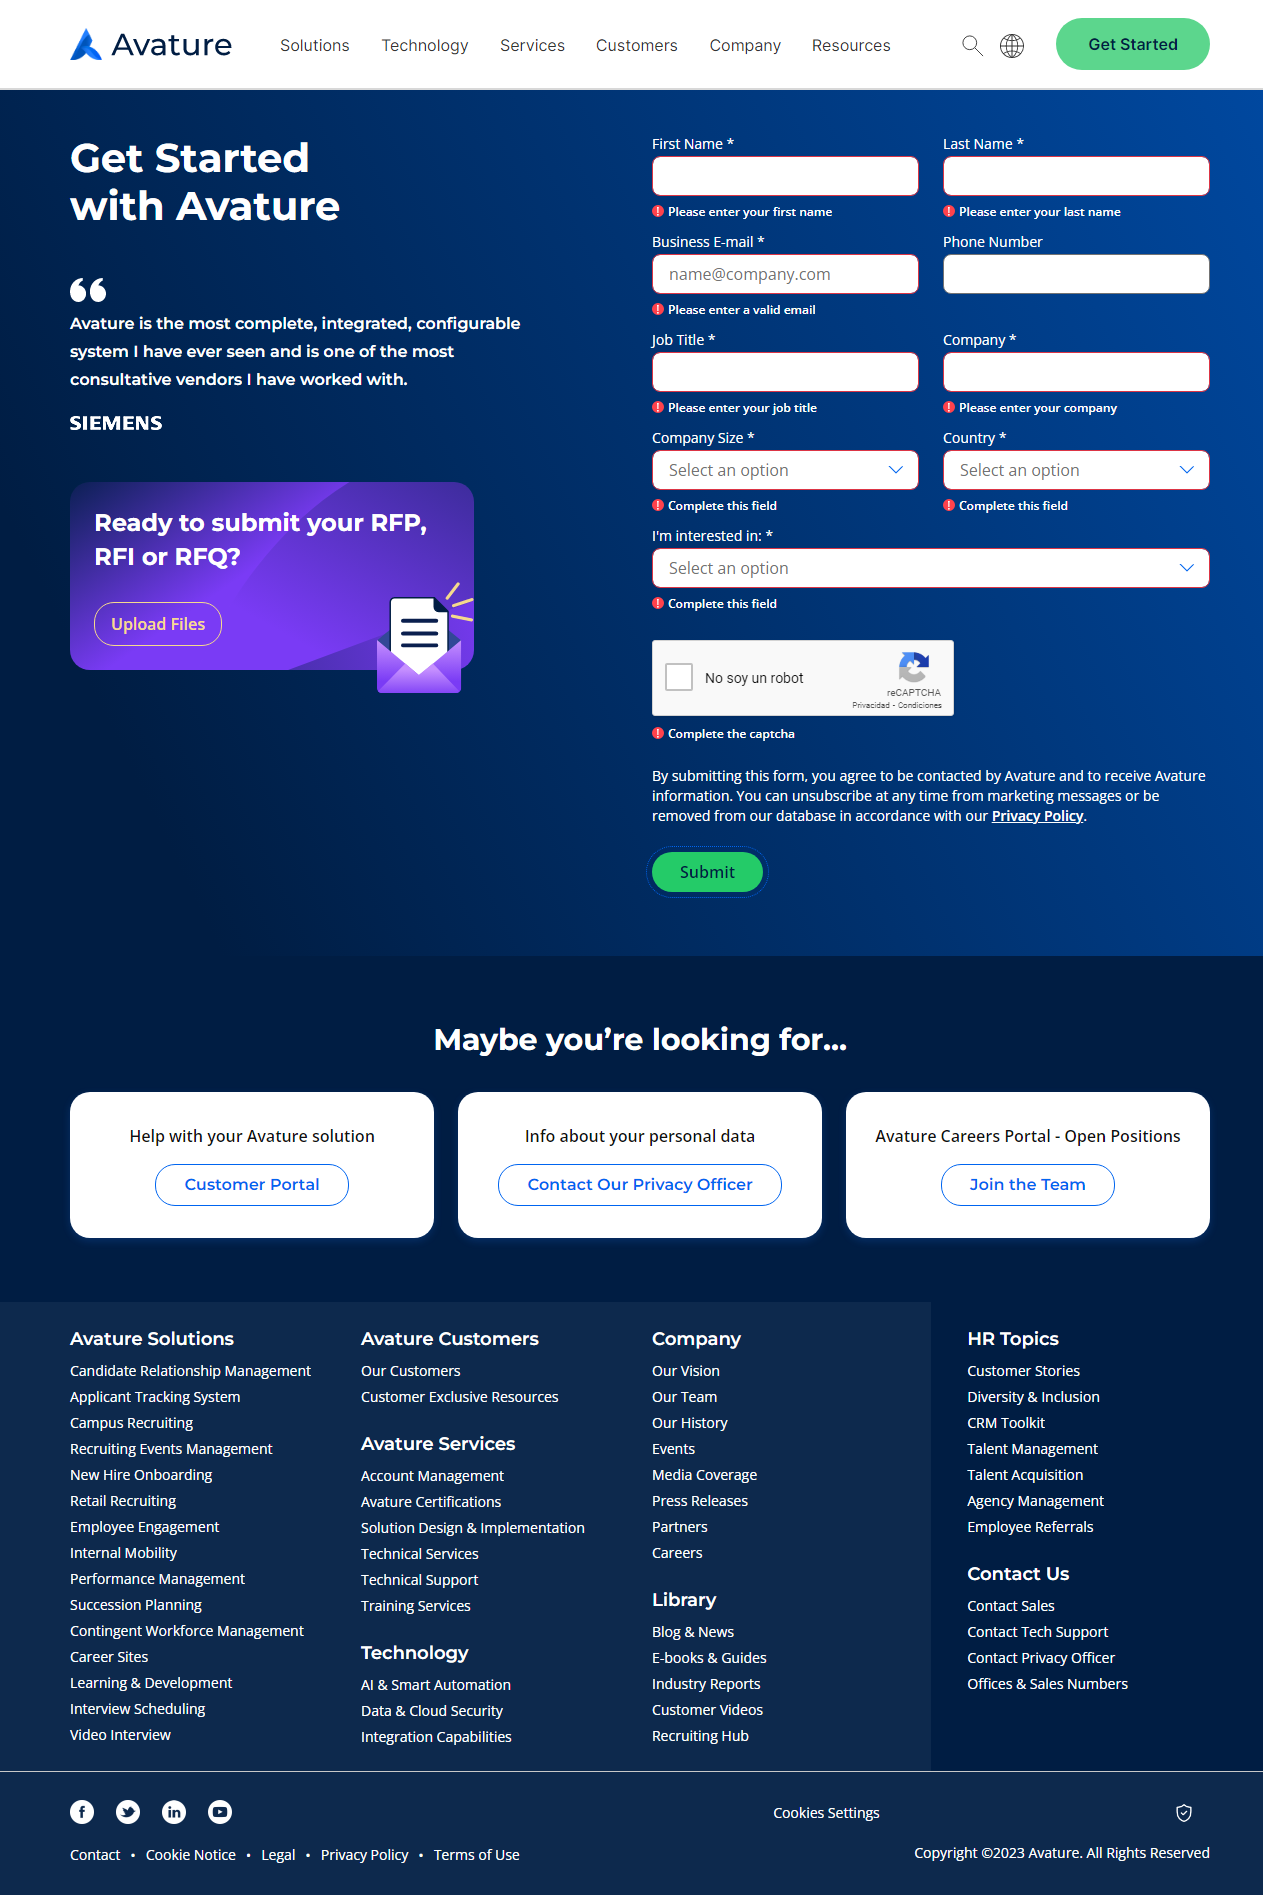 Avature
Solutions
Technology
Services
Customers
Company
Resources
Get Started
Get Started
with Avature
Avature is the most complete, integrated, configurable
system I have ever seen and is one of the most
consultative vendors I have worked with.
SIEMENS
Ready to submit your RFP,
RFI or RFQ?
Upload Files
First Name *
Last Name *
Please enter your first name
Please enter your last name
Business E-mail *
Phone Number
name@company.com
Please enter a valid email
Job Title *
Company *
Please enter your job title
Please enter your company
Company Size *
Country *
Select an option
Select an option
Complete this field
Complete this field
I'm interested in: *
Select an option
Complete this field
No soy un robot
reCAPTCHA
Privacidad - Condiciones
Complete the captcha
By submitting this form, you agree to be contacted by Avature and to receive Avature
information. You can unsubscribe at any time from marketing messages or be
removed from our database in accordance with our Privacy Policy.
Submit
Maybe you’re looking for...
Help with your Avature solution
Customer Portal
Info about your personal data
Contact Our Privacy Officer
Avature Careers Portal - Open Positions
Join the Team
Avature Solutions
Candidate Relationship Management
Applicant Tracking System
Campus Recruiting
Recruiting Events Management
New Hire Onboarding
Retail Recruiting
Employee Engagement
Internal Mobility
Performance Management
Succession Planning
Contingent Workforce Management
Career Sites
Learning & Development
Interview Scheduling
Video Interview
Avature Customers
Our Customers
Customer Exclusive Resources
Avature Services
Account Management
Avature Certifications
Solution Design & Implementation
Technical Services
Technical Support
Training Services
Technology
AI & Smart Automation
Data & Cloud Security
Integration Capabilities
Company
Our Vision
Our Team
Our History
Events
Media Coverage
Press Releases
Partners
Careers
Library
Blog & News
E-books & Guides
Industry Reports
Customer Videos
Recruiting Hub
HR Topics
Customer Stories
Diversity & Inclusion
CRM Toolkit
Talent Management
Talent Acquisition
Agency Management
Employee Referrals
Contact Us
Contact Sales
Contact Tech Support
Contact Privacy Officer
Offices & Sales Numbers
Cookies Settings
Contact • Cookie Notice • Legal • Privacy Policy • Terms of Use
Copyright ©2023 Avature. All Rights Reserved